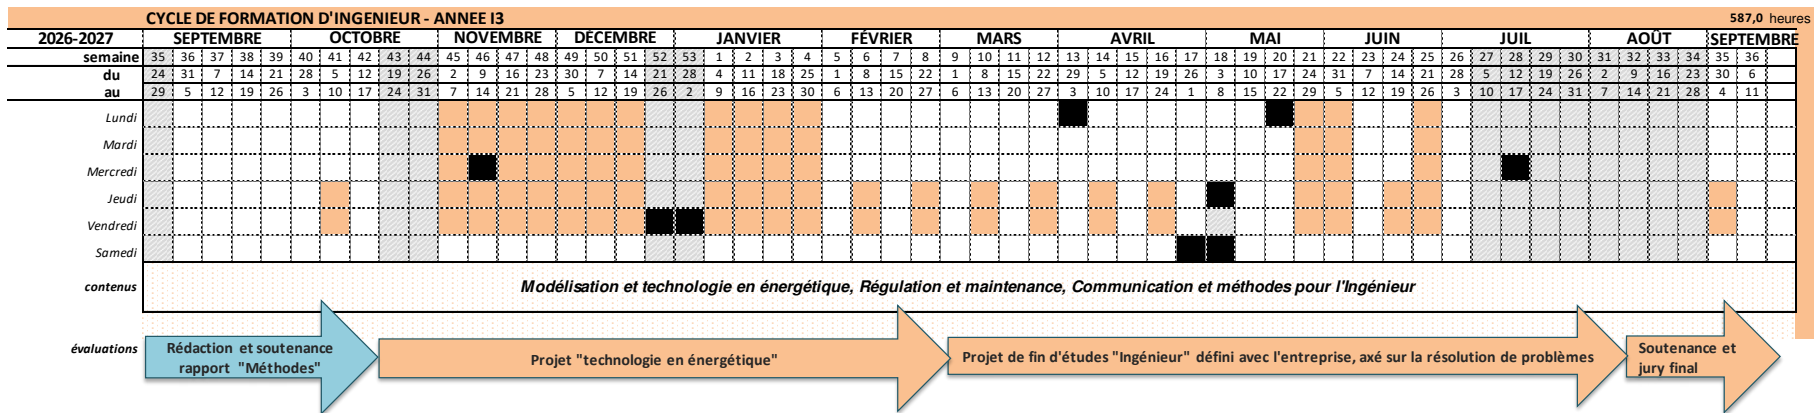 CYCLE DE FORMATION D'INGENIEUR - ANNEE I3 587,0 heures
2026-2027 SEPTEMBRE OCTOBRE NOVEMBRE DÉCEMBRE JANVIER FÉVRIER MARS AVRIL MAI JUIN JUIL AOÛT SEPTEMBRE
semaine 35 36 37 38 39 40 41 42 43 44 45 46 47 48 49 50 51 52 53 1 2 3 4 5 6 7 8 9 10 11 12 13 14 15 16 17 18 19 20 21 22 23 24 25 26 27 28 29 30 31 32 33 34 35 36
du 24 31 7 14 21 28 5 12 19 26 2 9 16 23 30 7 14 21 28 4 11 18 25 1 8 15 22 1 8 15 22 29 5 12 19 26 3 10 17 24 31 7 14 21 28 5 12 19 26 2 9 16 23 30 6
au 29 5 12 19 26 3 10 17 24 31 7 14 21 28 5 12 19 26 2 9 16 23 30 6 13 20 27 6 13 20 27 3 10 17 24 1 8 15 22 29 5 12 19 26 3 10 17 24 31 7 14 21 28 4 11
Lundi
Mardi
Mercredi
Jeudi
Vendredi
Samedi
contenus Modélisation et technologie en énergétique, Régulation et maintenance, Communication et méthodes pour l'Ingénieur
évaluations
Rédaction et soutenance
rapport "Méthodes"
Projet "technologie en énergétique"
Projet de fin d'études "Ingénieur" défini avec l'entreprise, axé sur la résolution de problèmes
Soutenance et
jury final